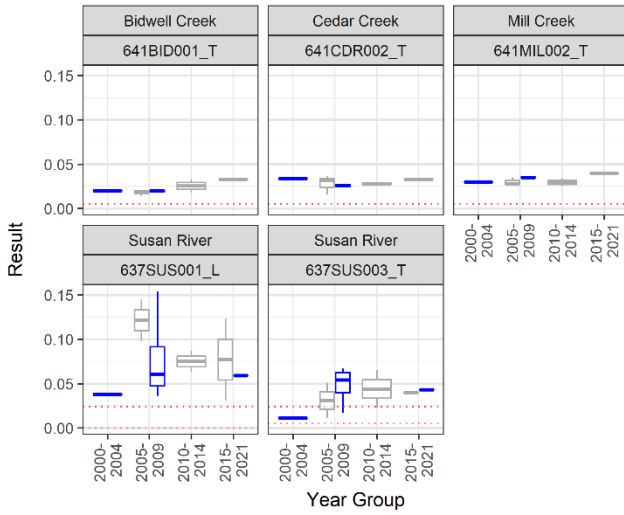 Bidwell Creek
Cedar Creek
Mill Creek
641BID001_T
641CDR002_T
641MIL002_T
0.15
0.10
0.05
0.00
2000-
2004
2005-
2009
2010-
2014
2015-
2021
Susan River
Susan River
637SUS001_L
637SUS003_T
0.15
0.10
0.05
0.00
2000-
2004
2005-
2009
2010-
2014
2015-
2021
2000-
2004
2005-
2009
2010-
2014
2015-
2021
Result
Year Group